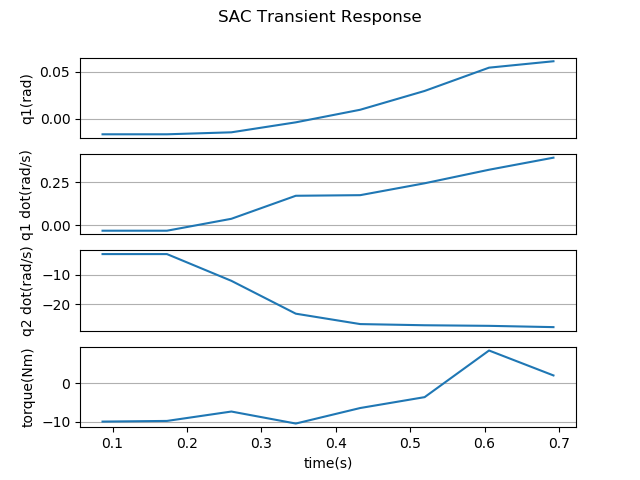 SAC Transient Response
q1(rad)
0.05
0.00
q1 dot(rad/s)
0.25
0.00
q2 dot(rad/s)
−10
−20
torque(Nm)
0
−10
0.1 0.2 0.3 0.4 0.5 0.6 0.7
time(s)